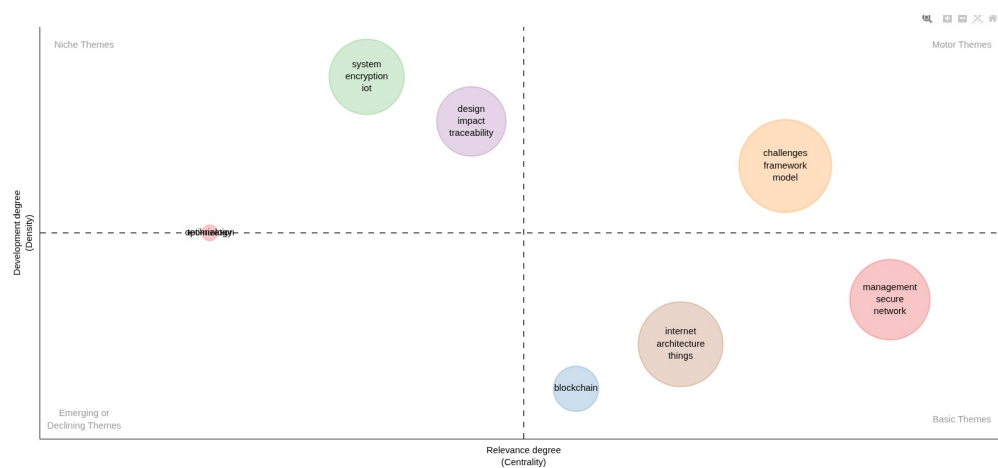 Niche Themes
Motor Themes
system
encryption
iot
design
impact
traceability
challenges
framework
model
Development degree
(Density)
management
secure
network
internet
architecture
things
blockchain
Emerging or
Declining Themes
Basic Themes
Relevance degree
(Centrality)